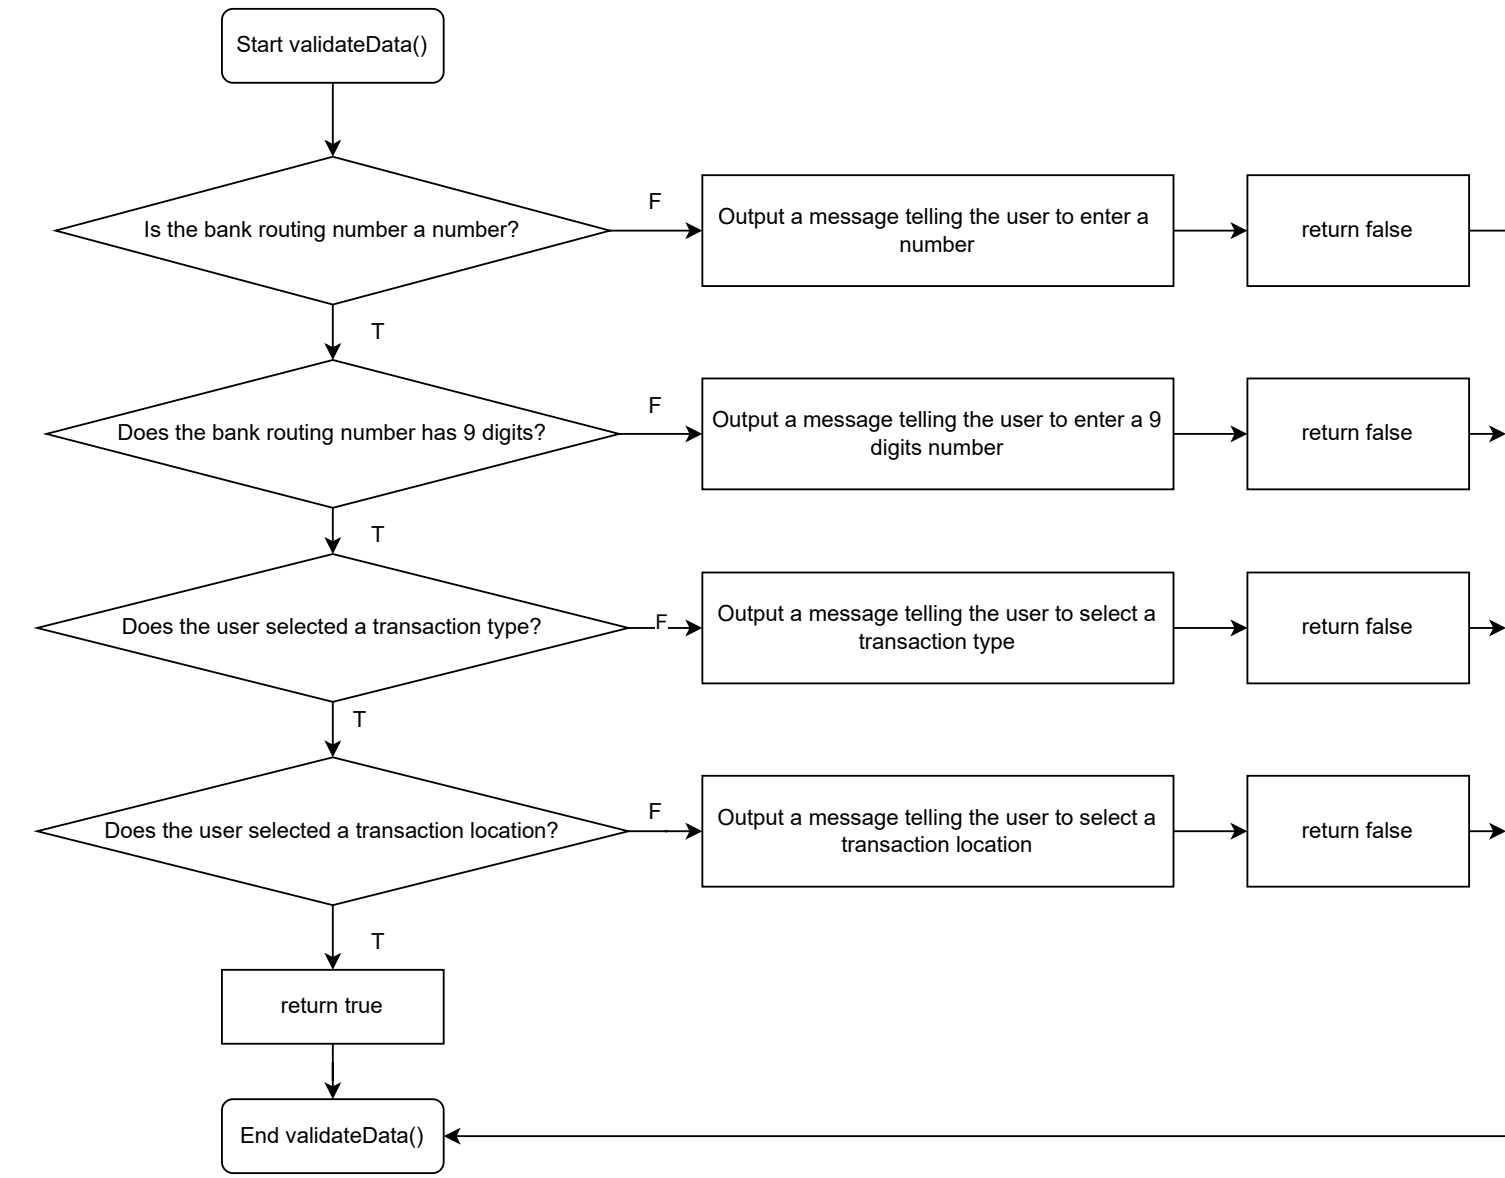 Start validateData()
Is the bank routing number a number?
F
Output a message telling the user to enter a
number
return false
T
Does the bank routing number has 9 digits?
F
Output a message telling the user to enter a 9
digits number
return false
T
Does the user selected a transaction type?
F
Output a message telling the user to select a
transaction type
return false
T
Does the user selected a transaction location?
F
Output a message telling the user to select a
transaction location
return false
T
return true
End validateData()